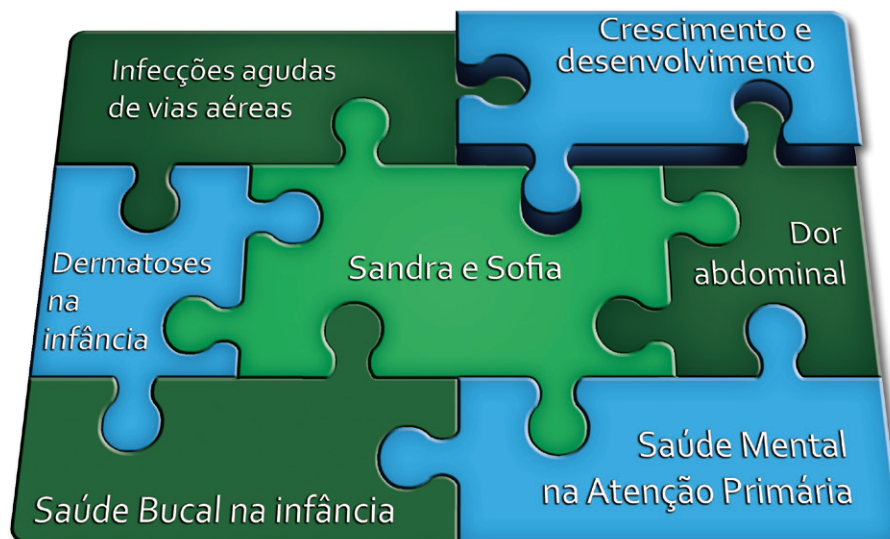 Infecções agudas
de vias aéreas
Crescimento e
desenvolvimento
Dermatoses
na
infância
Sandra e Sofia
Dor
abdominal
Saúde Bucal na infância
Saúde Mental
na Atenção Primária